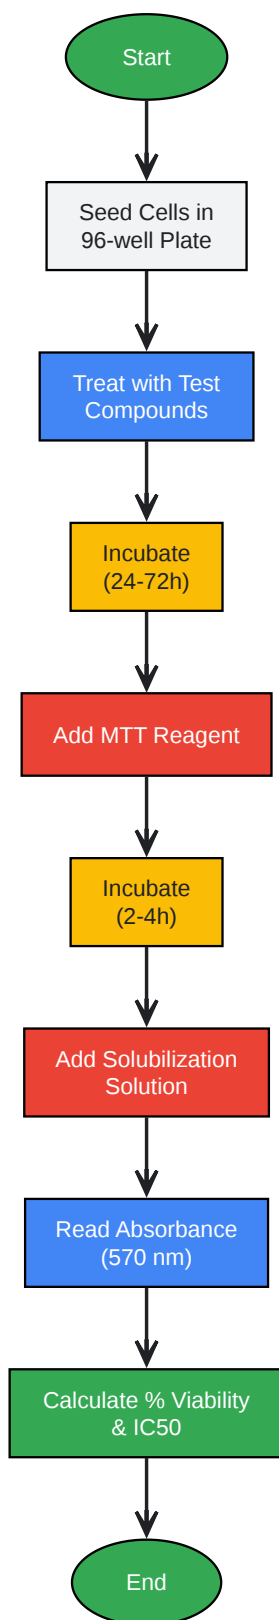 Start
Seed Cells in
96-well Plate
Treat with Test
Compounds
Incubate
(24-72h)
Add MTT Reagent
Incubate
(2-4h)
Add Solubilization
Solution
Read Absorbance
(570 nm)
Calculate % Viability
& IC50
End